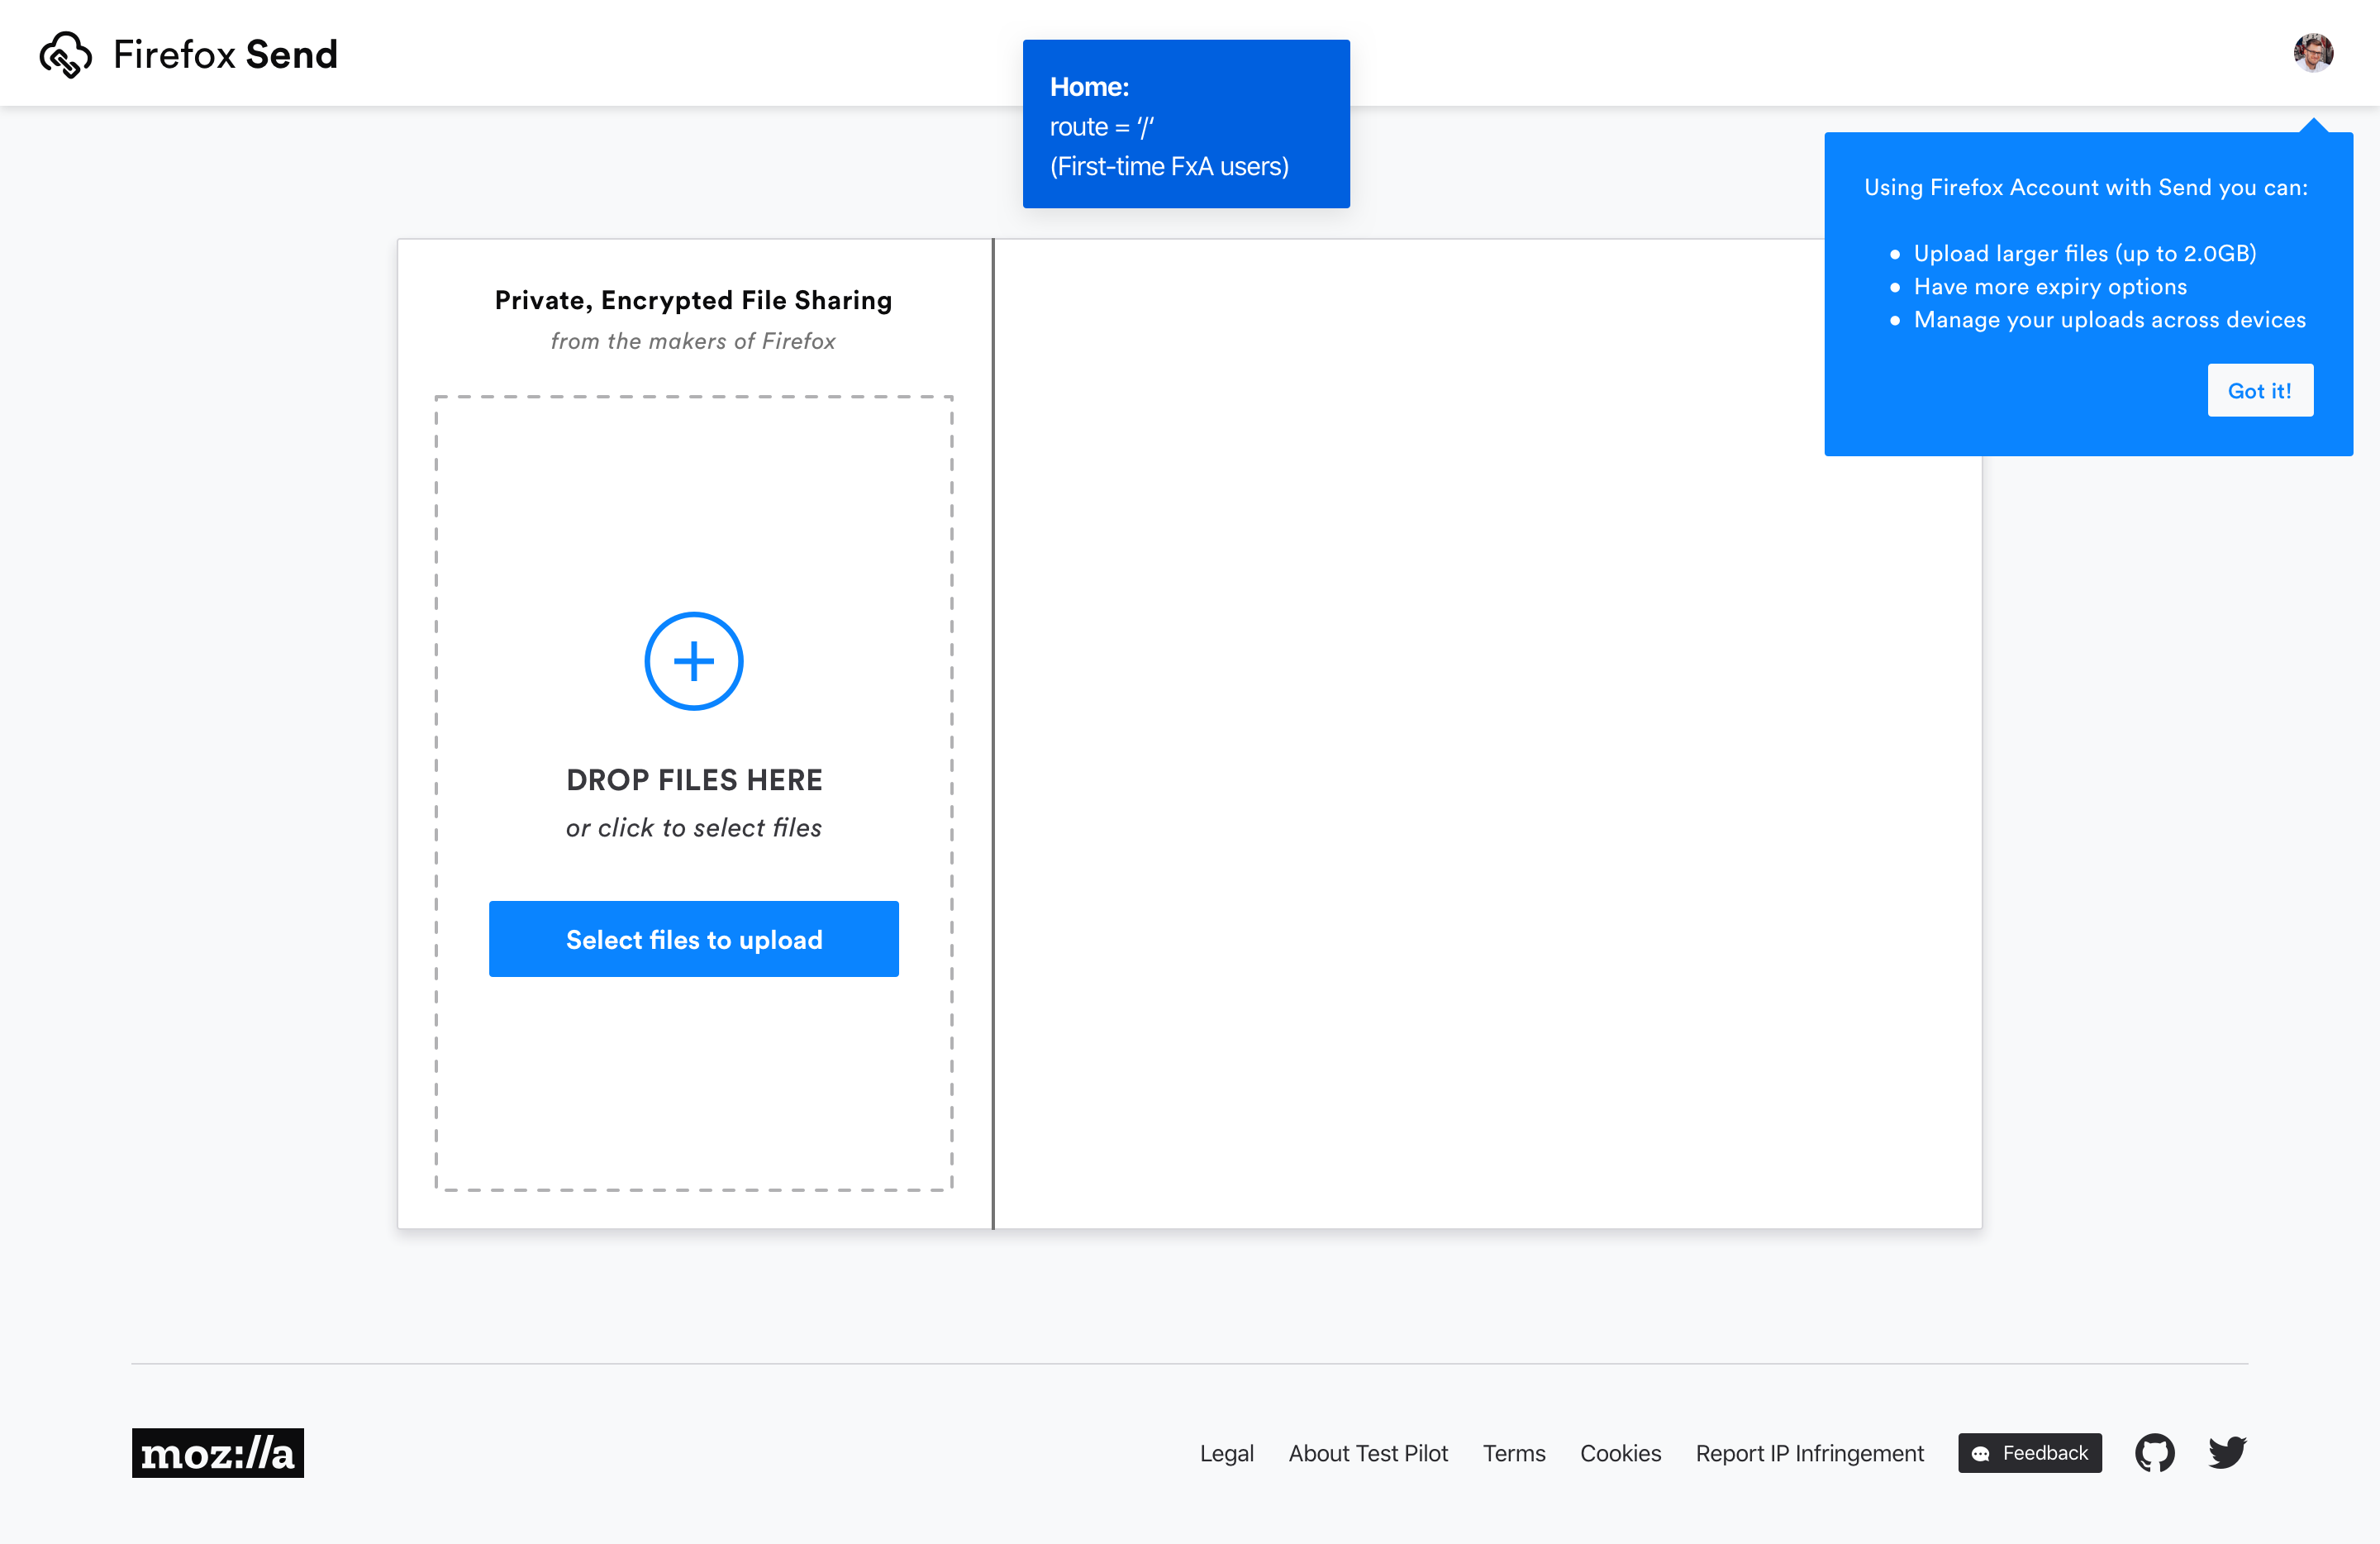 Firefox Send
Home:
route = ‘/‘
(First-time FxA users)
Using Firefox Account with Send you can:
• Upload larger files (up to 2.0GB)
• Have more expiry options
• Manage your uploads across devices
Got it!
Private, Encrypted File Sharing
from the makers of Firefox
DROP FILES HERE
or click to select files
Select files to upload
moz://a
Legal About Test Pilot Terms Cookies Report IP Infringement Feedback